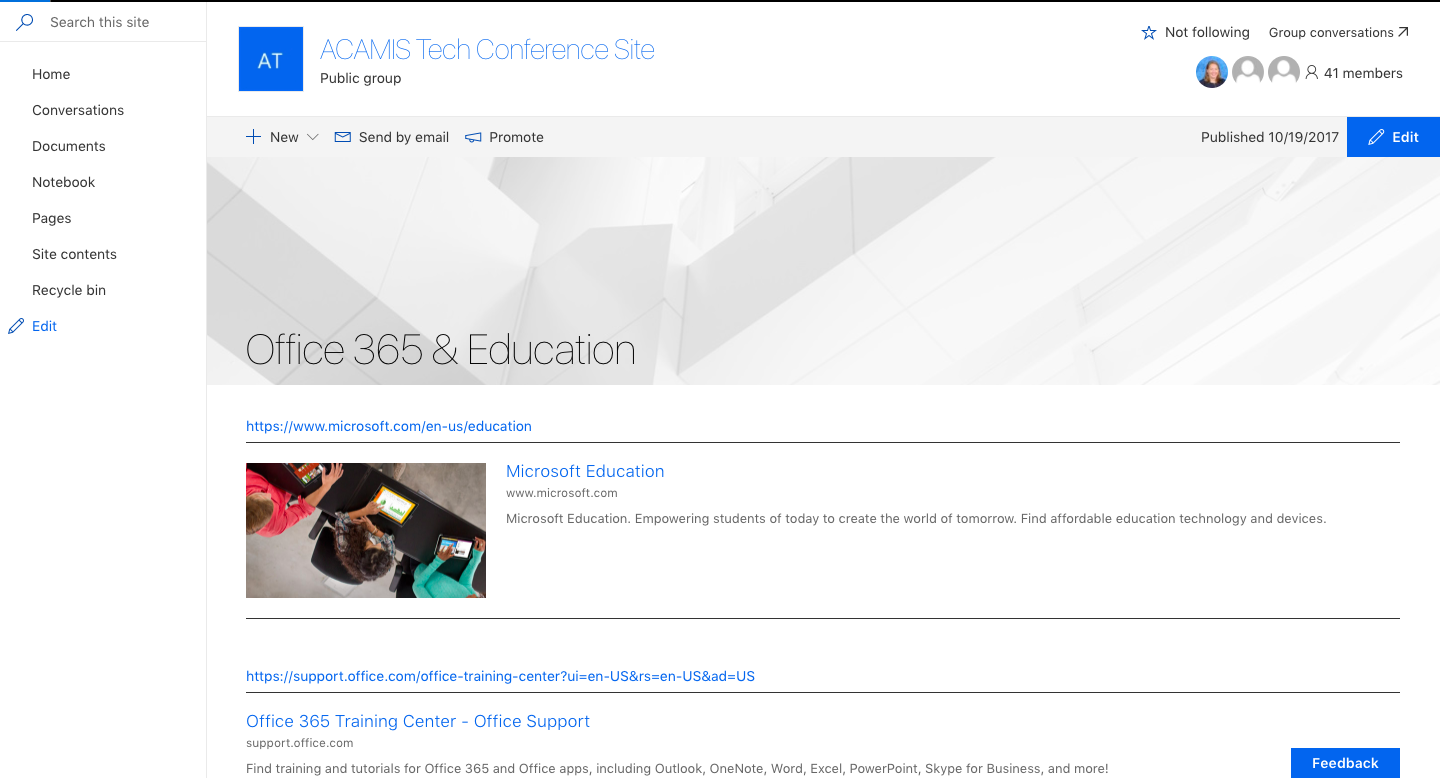 Search this site
Home
Conversations
Documents
Notebook
Pages
Site contents
Recycle bin
Edit
AT
ACAMIS Tech Conference Site
Public group
Not following
Group conversations
41 members
New
Send by email
Promote
Published 10/19/2017
Edit
Office 365 & Education
https://www.microsoft.com/en-us/education
Microsoft Education
www.microsoft.com
Microsoft Education. Empowering students of today to create the world of tomorrow. Find affordable education technology and devices.
https://support.office.com/office-training-center?ui=en-US&rs=en-US&ad=US
Office 365 Training Center - Office Support
support.office.com
Find training and tutorials for Office 365 and Office apps, including Outlook, OneNote, Word, Excel, PowerPoint, Skype for Business, and more!
Feedback